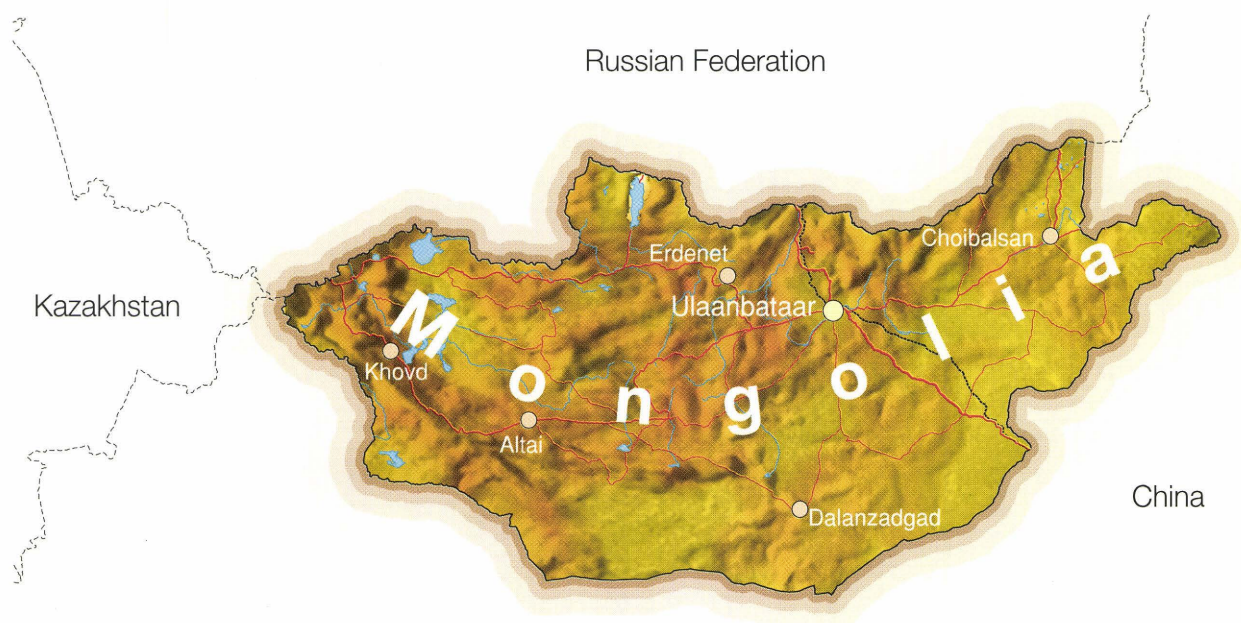 Russian Federation
Kazakhstan
China
Mongolia
Erdenet
Choibalsan
Ulaanbataar
Khovd
Altai
Dalanzadgad